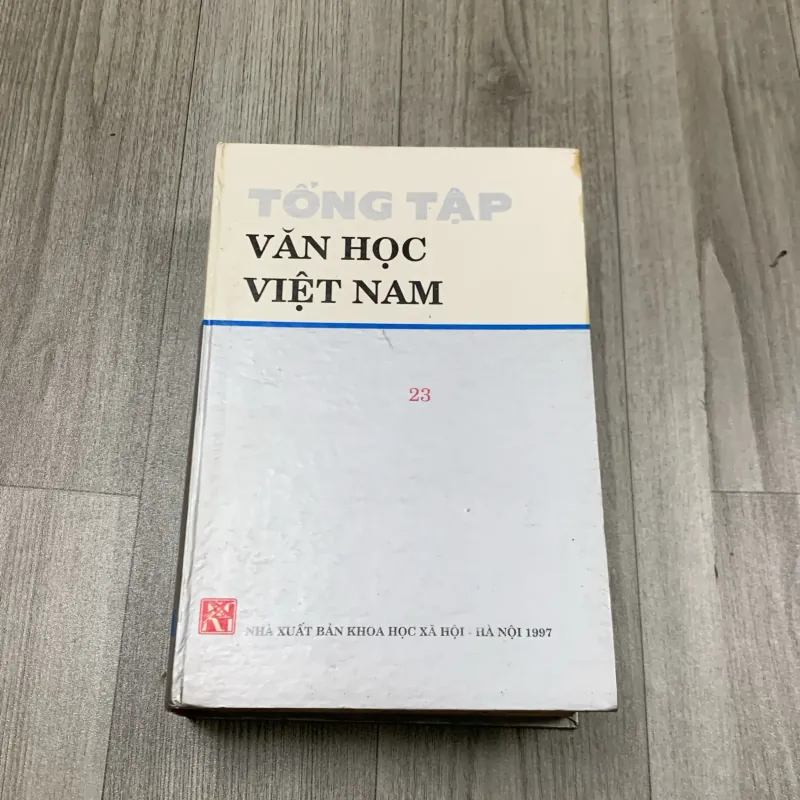 TỔNG TẬP
VĂN HỌC
VIỆT NAM
23
NHÀ XUẤT BẢN KHOA HỌC XÃ HỘI - HÀ NỘI 1997